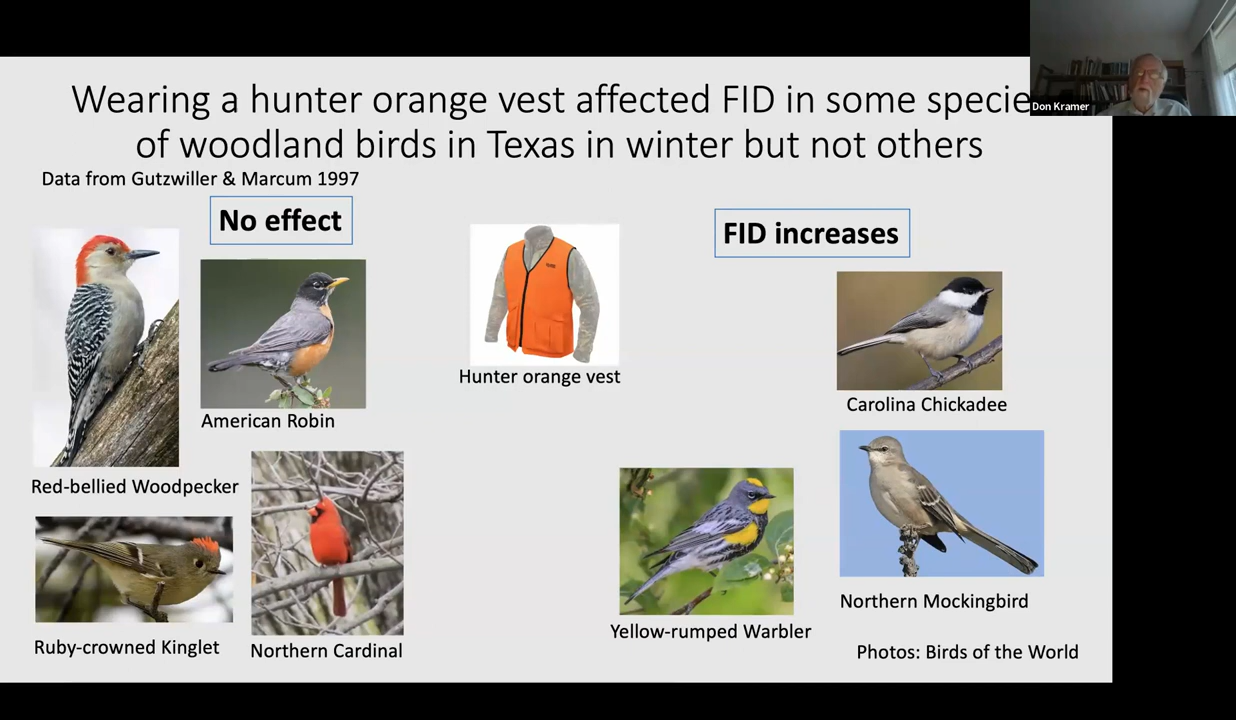 Wearing a hunter orange vest affected FID in some specie
of woodland birds in Texas in winter but not others
Don Kramer
Data from Gutzwiller & Marcum 1997
No effect
FID increases
Hunter orange vest
Carolina Chickadee
American Robin
Red-bellied Woodpecker
Northern Mockingbird
Yellow-rumped Warbler
Ruby-crowned Kinglet
Northern Cardinal
Photos: Birds of the World